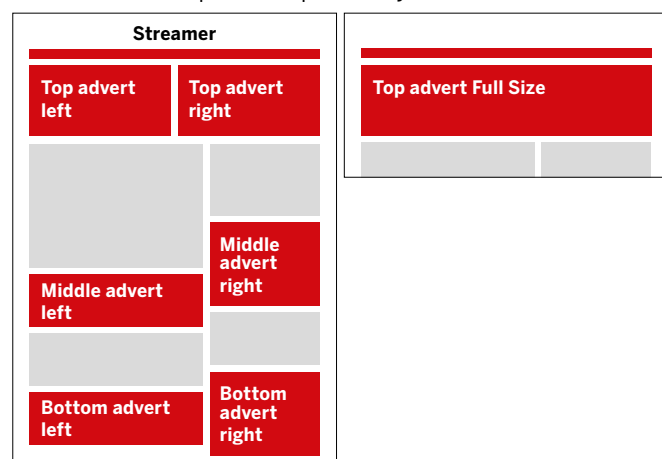 Streamer
Top advert
left
Top advert
right
Top advert Full Size
Middle
advert
right
Middle advert
left
Bottom
advert
right
Bottom advert
left